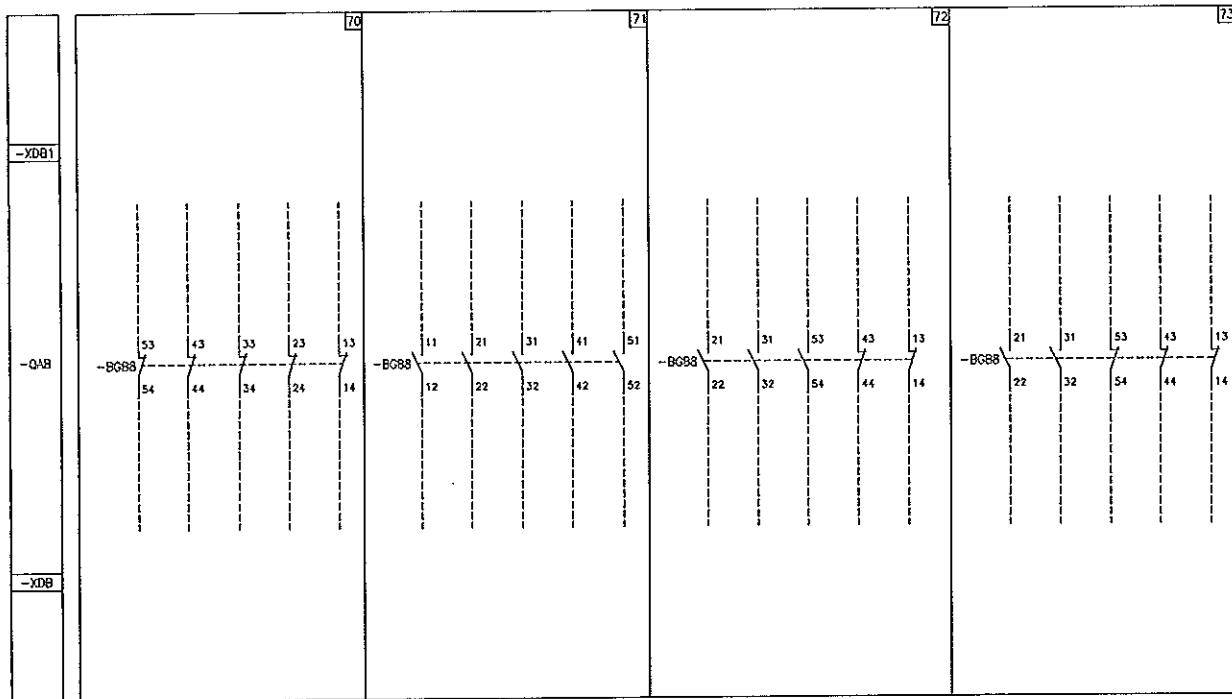 70 71 72 73
-XDB1
53 43 33 23 13 11 21 31 41 51 21 31 53 43 13 21 31 53 43 13
-QAB -BGB8 -BGB8 -BGB8 -BGB8
54 44 34 24 14 12 22 32 42 52 22 32 54 44 14 22 32 54 44 14
-XDB